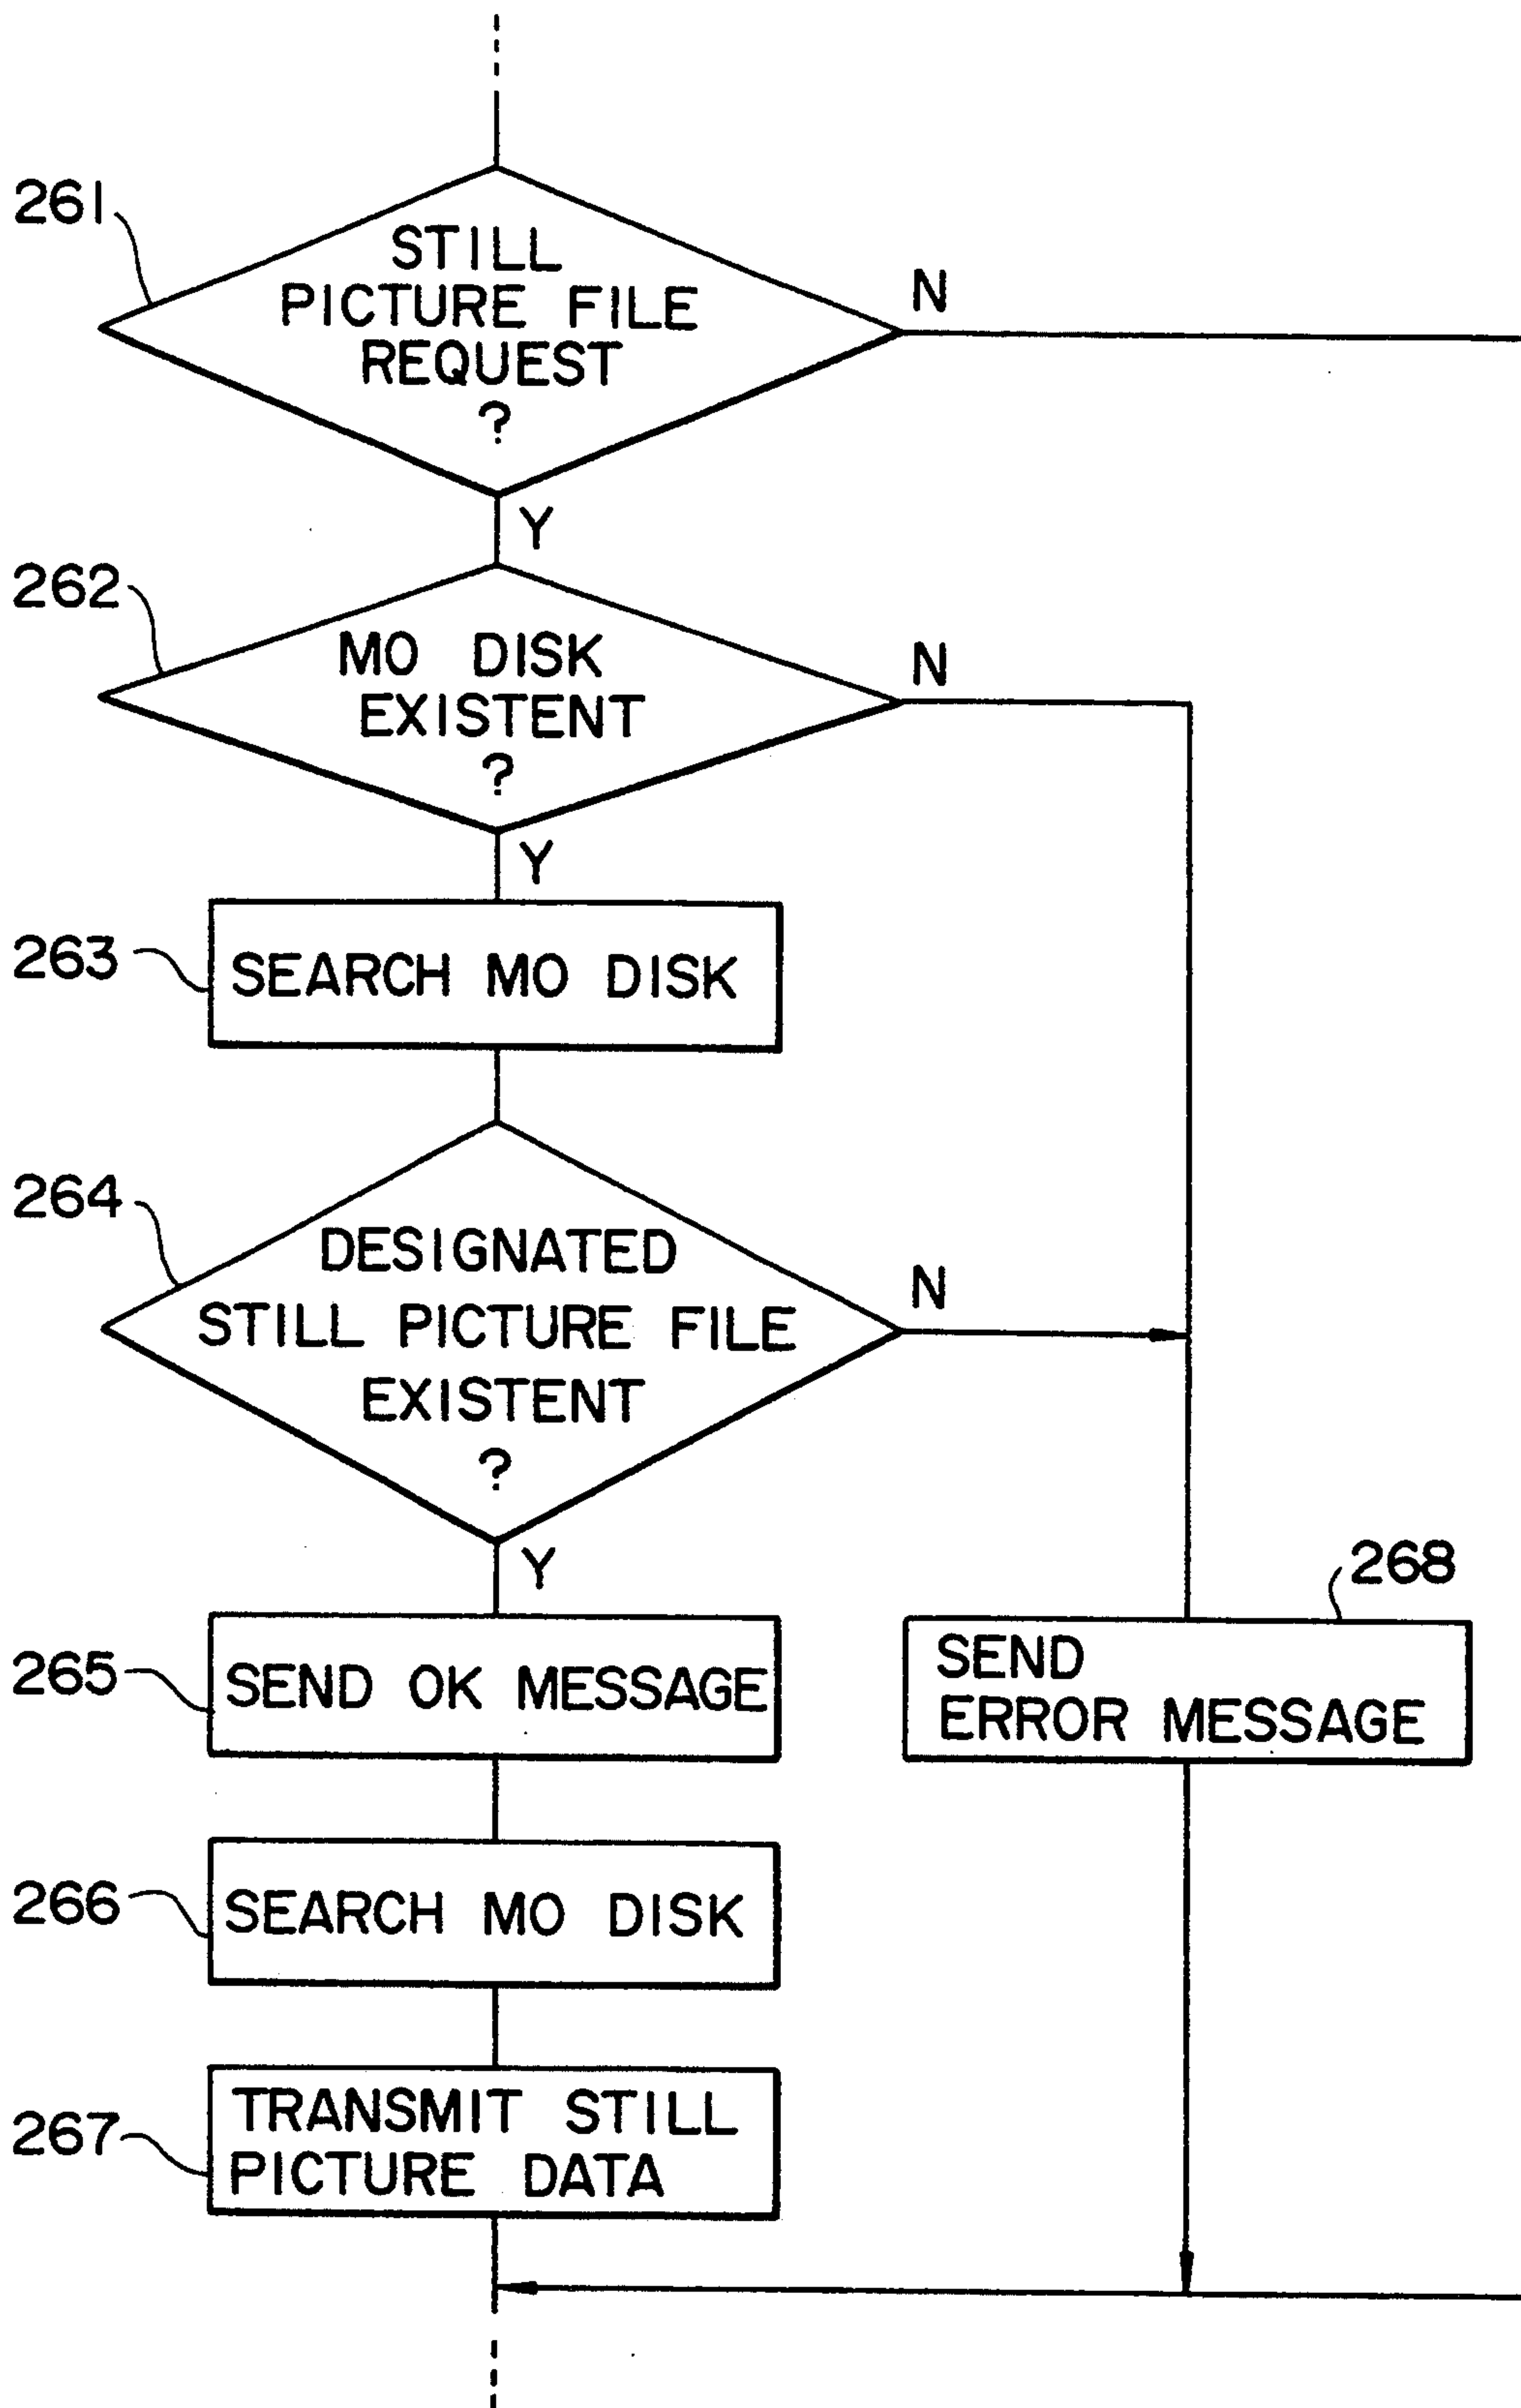 261
STILL
PICTURE FILE
REQUEST
?
N
Y
262
MO DISK
EXISTENT
?
N
Y
263
SEARCH MO DISK
264
DESIGNATED
STILL PICTURE FILE
EXISTENT
?
N
Y
265
SEND OK MESSAGE
268
SEND
ERROR MESSAGE
266
SEARCH MO DISK
267
TRANSMIT STILL
PICTURE DATA